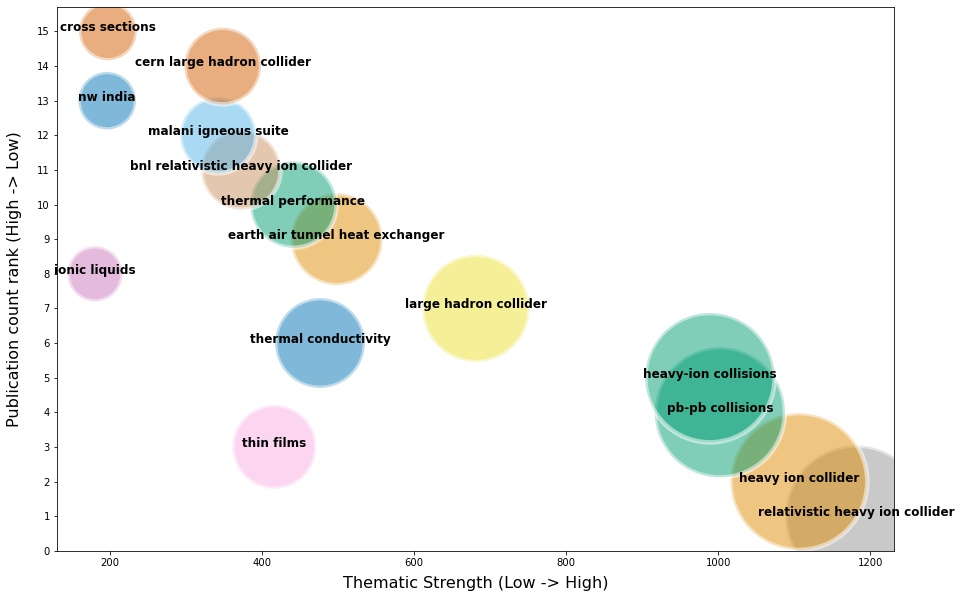 Publication count rank (High -> Low)
15
14
13
12
11
10
9
8
7
6
5
4
3
2
1
0
cross sections
cern large hadron collider
nw india
malani igneous suite
bnl relativistic heavy ion collider
thermal performance
earth air tunnel heat exchanger
ionic liquids
large hadron collider
thermal conductivity
heavy-ion collisions
pb-pb collisions
thin films
heavy ion collider
relativistic heavy ion collider
200 400 600 800 1000 1200
Thematic Strength (Low -> High)